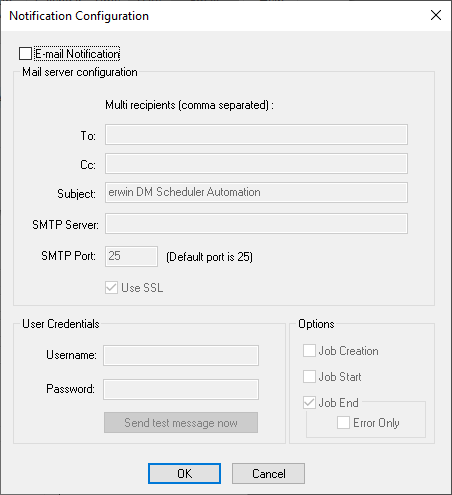 Notification Configuration
E-mail Notification
Mail server configuration
Multi recipients (comma separated) :
To:
Cc:
Subject: erwin DM Scheduler Automation
SMTP Server:
SMTP Port: 25 (Default port is 25)
Use SSL
User Credentials
Username:
Password:
Send test message now
Options
Job Creation
Job Start
Job End
Error Only
OK
Cancel